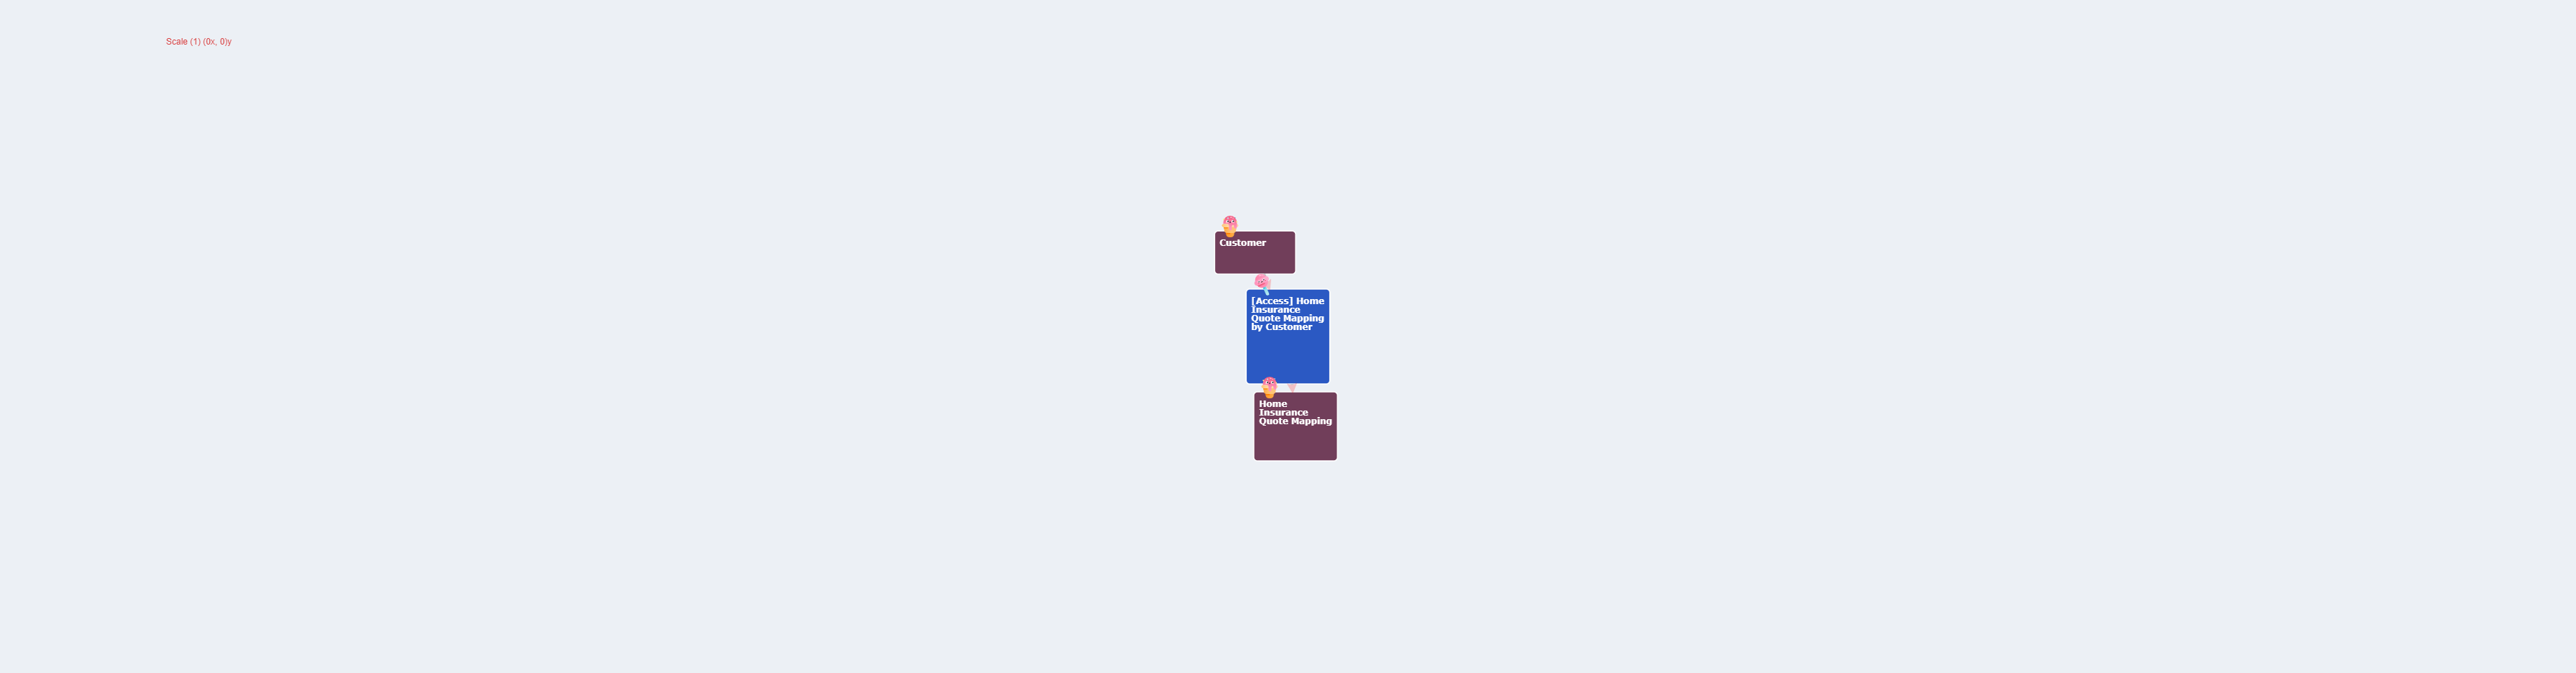 Scale (1) (0x, 0)y
Customer
[Access] Home
Insurance
Quote Mapping
by Customer
Home
Insurance
Quote Mapping